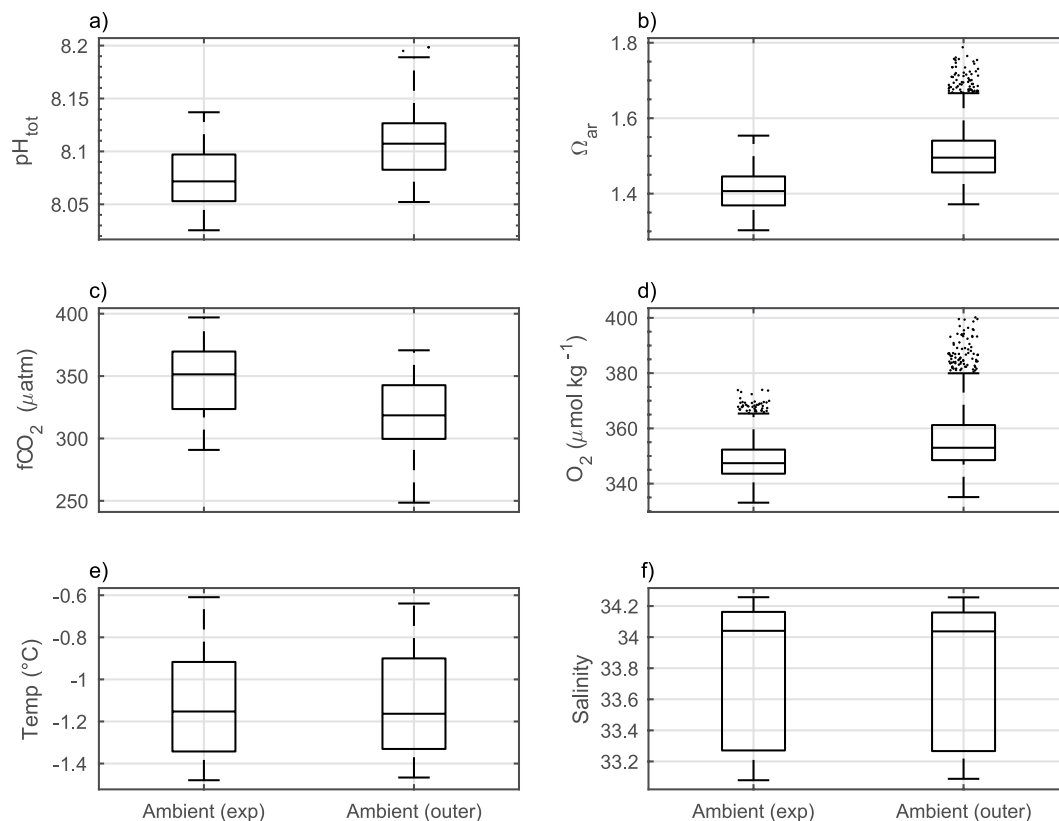 a)
8.2
8.15
8.1
8.05
pH_tot
b)
1.8
1.6
1.4
Ω_ar
c)
400
350
300
250
fCO₂ (μatm)
d)
400
380
360
340
O₂ (μmol kg⁻¹)
e)
-0.6
-0.8
-1
-1.2
-1.4
Temp (°C)
Ambient (exp)
Ambient (outer)
f)
34.2
34
33.8
33.6
33.4
33.2
Salinity
Ambient (exp)
Ambient (outer)